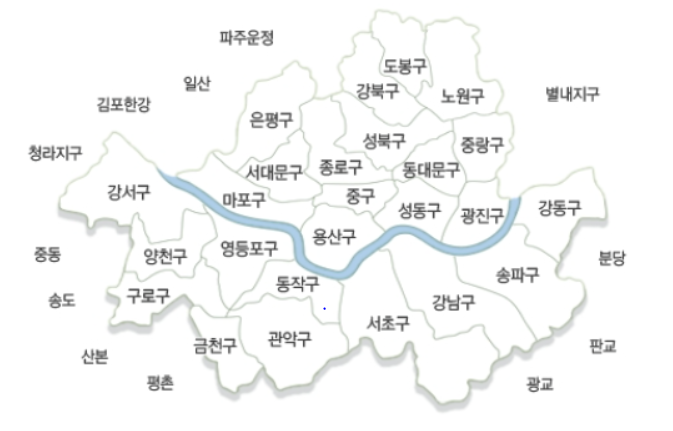 파주운정
도봉구
일산
강북구
노원구
별내지구
김포한강
은평구
성북구
중랑구
청라지구
서대문구
종로구
동대문구
강서구
마포구
중구
성동구
광진구
강동구
용산구
영등포구
양천구
중동
분당
송파구
동작구
구로구
송도
강남구
서초구
관악구
금천구
판교
산본
평촌
광교